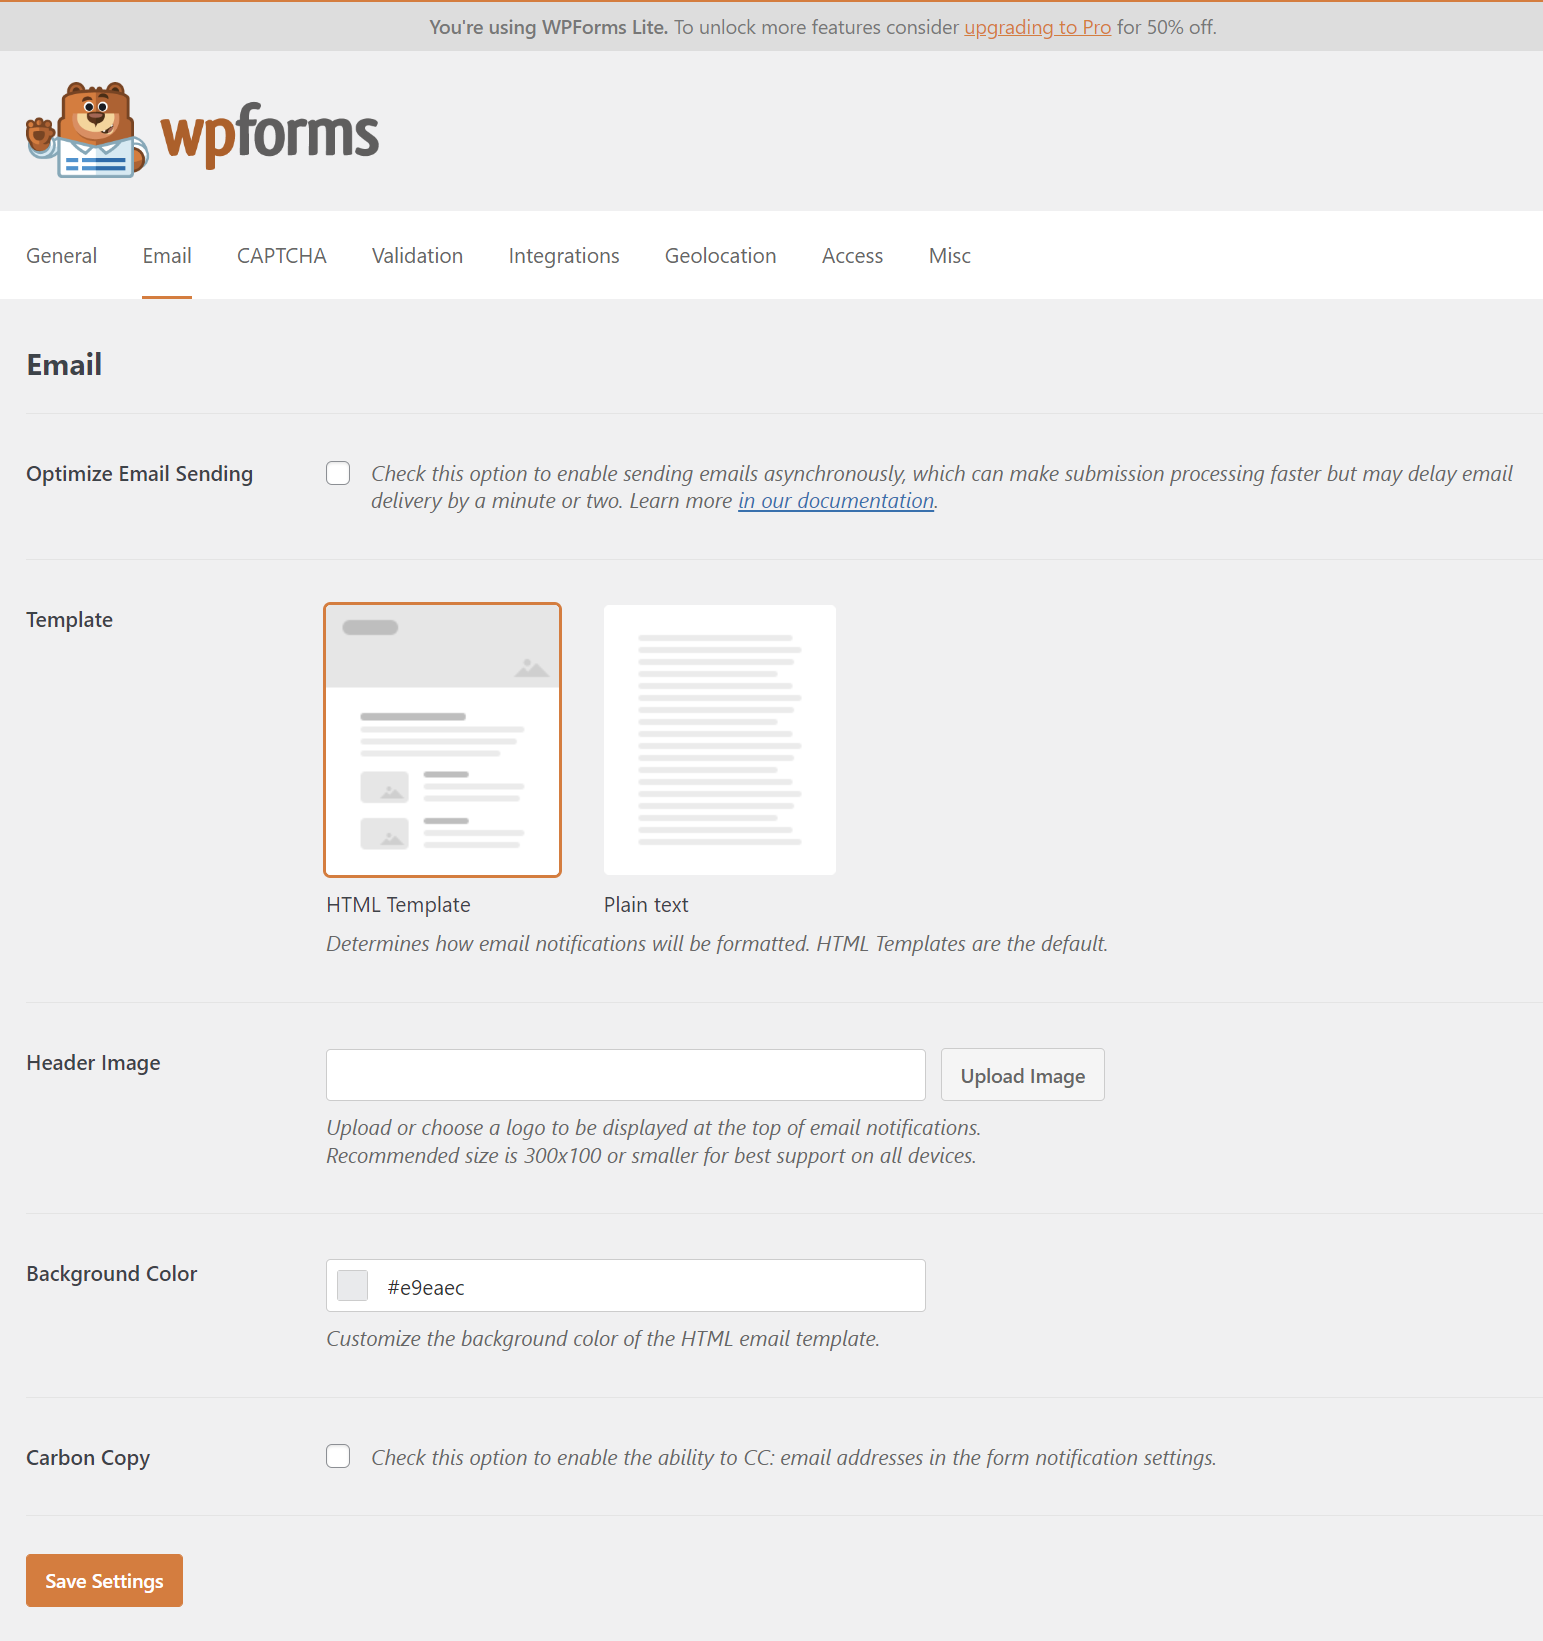 You're using WPForms Lite. To unlock more features consider upgrading to Pro for 50% off.
wpforms
General Email CAPTCHA Validation Integrations Geolocation Access Misc
Email
Optimize Email Sending
Check this option to enable sending emails asynchronously, which can make submission processing faster but may delay email
delivery by a minute or two. Learn more in our documentation.
Template
HTML Template
Plain text
Determines how email notifications will be formatted. HTML Templates are the default.
Header Image
Upload Image
Upload or choose a logo to be displayed at the top of email notifications.
Recommended size is 300x100 or smaller for best support on all devices.
Background Color
#e9eaec
Customize the background color of the HTML email template.
Carbon Copy
Check this option to enable the ability to CC: email addresses in the form notification settings.
Save Settings